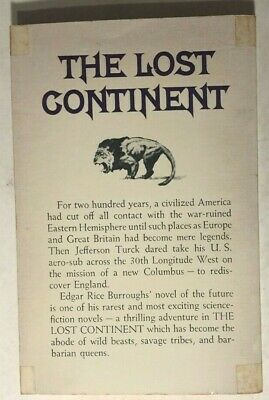 THE LOST
CONTINENT
For two hundred years, a civilized America
had cut off all contact with the war-ruined
Eastern Hemisphere until such places as Europe
and Great Britain had become mere legends.
Then Jefferson Turck dared take his U. S.
aero-sub across the 30th Longitude West on
the mission of a new Columbus — to redis-
cover England.
Edgar Rice Burroughs' novel of the future
is one of his rarest and most exciting science-
fiction novels — a thrilling adventure in THE
LOST CONTINENT which has become the
abode of wild beasts, savage tribes, and bar-
barian queens.